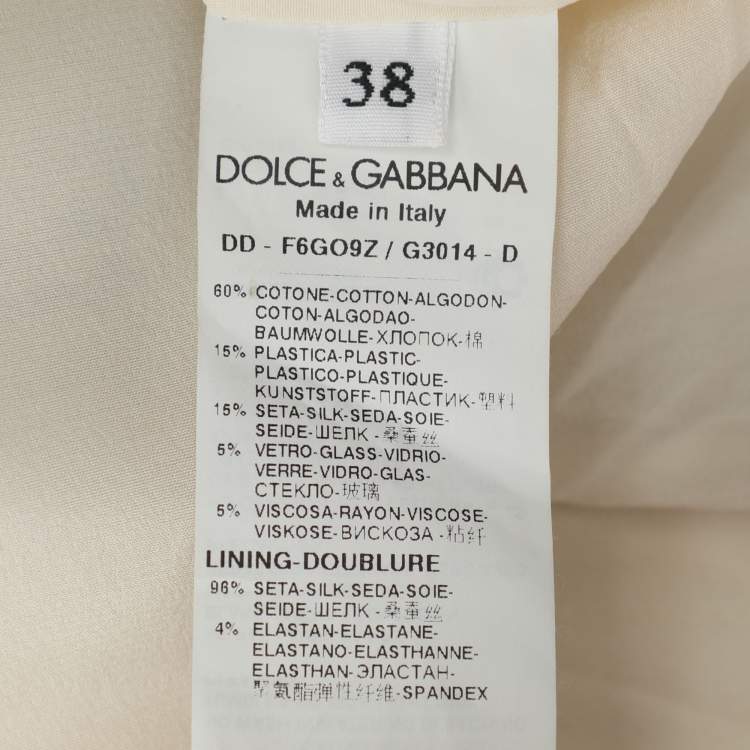 38
DOLCE & GABBANA
Made in Italy
DD - F6GO9Z / G3014 - D
60% COTONE-COTTON-ALGODON-
COTON-ALGODAO-
BAUMWOLLE-ХЛОПОК-棉
15% PLASTICA-PLASTIC-
PLASTICO-PLASTIQUE-
KUNSTSTOFF-ПЛАСТИК-塑料
15% SETA-SILK-SEDA-SOIE-
SEIDE-ШЕЛК-桑蚕丝
5% VETRO-GLASS-VIDRIO-
VERRE-VIDRO-GLAS-
СТЕКЛО-玻璃
5% VISCOSA-RAYON-VISCOSE-
VISKOSE-ВИСКОЗА-粘纤
LINING-DOUBLURE
96% SETA-SILK-SEDA-SOIE-
SEIDE-ШЕЛК-桑蚕丝
4% ELASTAN-ELASTANE-
ELASTANO-ELASTHANNE-
ELASTHAN-ЭЛАСТАН-
聚氨酯弹性纤维-SPANDEX